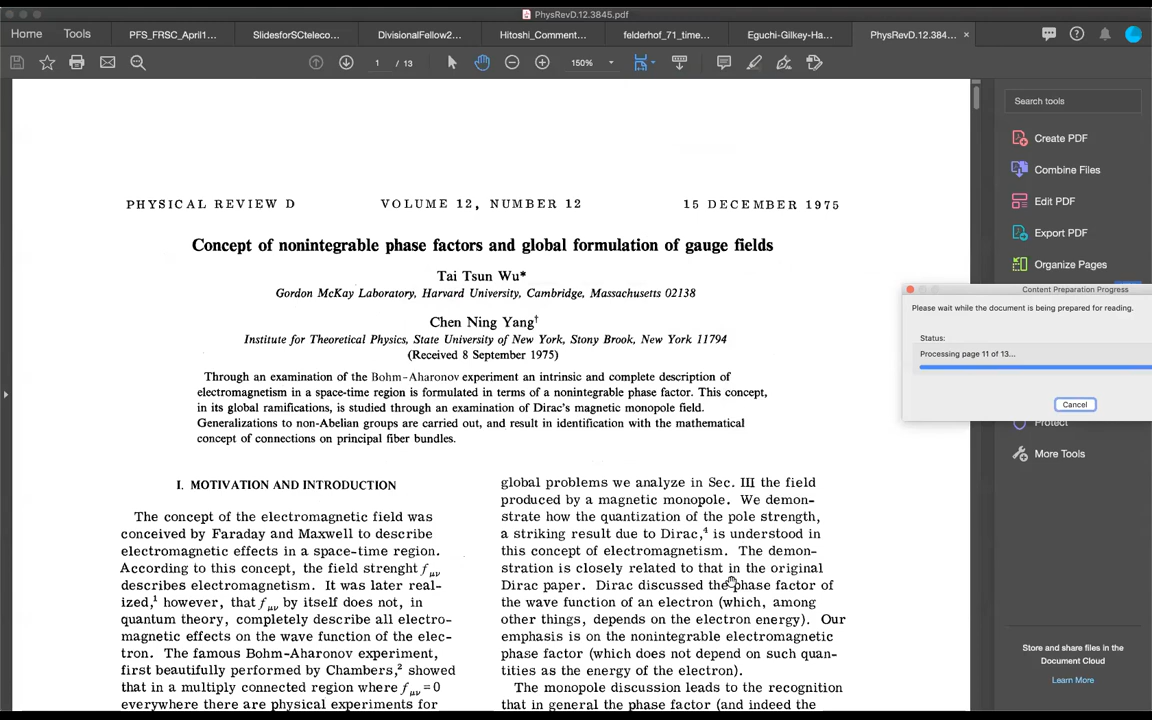 PhysRevD.12.3845.pdf
Home
Tools
PFS_FRSC_April1...
SlidesforSCteleco...
DivisionalFellow2...
Hitoshi_Comment...
felderhof_71_time...
Eguchi-Gilkey-Ha...
PhysRevD.12.384... ×
1 / 13
150%
PHYSICAL REVIEW D VOLUME 12, NUMBER 12 15 DECEMBER 1975
Concept of nonintegrable phase factors and global formulation of gauge fields
Tai Tsun Wu*
Gordon McKay Laboratory, Harvard University, Cambridge, Massachusetts 02138
Chen Ning Yang†
Institute for Theoretical Physics, State University of New York, Stony Brook, New York 11794
(Received 8 September 1975)
Through an examination of the Bohm-Aharonov experiment an intrinsic and complete description of
electromagnetism in a space-time region is formulated in terms of a nonintegrable phase factor. This concept,
in its global ramifications, is studied through an examination of Dirac's magnetic monopole field.
Generalizations to non-Abelian groups are carried out, and result in identification with the mathematical
concept of connections on principal fiber bundles.
I. MOTIVATION AND INTRODUCTION
The concept of the electromagnetic field was
conceived by Faraday and Maxwell to describe
electromagnetic effects in a space-time region.
According to this concept, the field strenght fμν
describes electromagnetism. It was later real-
ized,¹ however, that fμν by itself does not, in
quantum theory, completely describe all electro-
magnetic effects on the wave function of the elec-
tron. The famous Bohm-Aharonov experiment,
first beautifully performed by Chambers,² showed
that in a multiply connected region where fμν=0
everywhere there are physical experiments for
global problems we analyze in Sec. III the field
produced by a magnetic monopole. We demon-
strate how the quantization of the pole strength,
a striking result due to Dirac,⁴ is understood in
this concept of electromagnetism. The demon-
stration is closely related to that in the original
Dirac paper. Dirac discussed the phase factor of
the wave function of an electron (which, among
other things, depends on the electron energy). Our
emphasis is on the nonintegrable electromagnetic
phase factor (which does not depend on such quan-
tities as the energy of the electron).
The monopole discussion leads to the recognition
that in general the phase factor (and indeed the
Search tools
Create PDF
Combine Files
Edit PDF
Export PDF
Organize Pages
Content Preparation Progress
Please wait while the document is being prepared for reading.
Status:
Processing page 11 of 13...
Cancel
Protect
More Tools
Store and share files in the
Document Cloud
Learn More